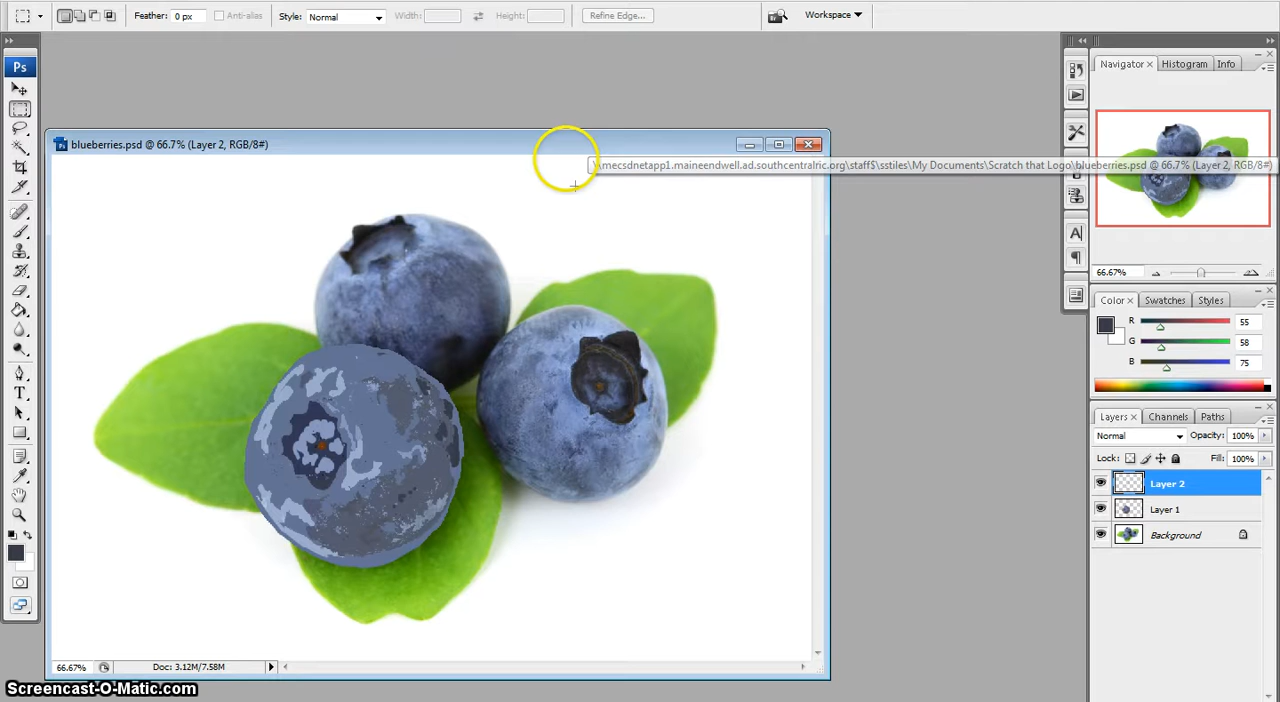 Feather: 0 px Anti-alias Style: Normal Width: Height: Refine Edge... Workspace
Ps
blueberries.psd @ 66.7% (Layer 2, RGB/8#)
\\mecsdnetapp1.maineendwell.ad.southcentralric.org\staff$\sstiles\My Documents\Scratch that Logo\blueberries.psd @ 66.7% (Layer 2, RGB/8#)
Navigator Histogram Info
66.67%
Color Swatches Styles
R 55
G 58
B 75
Layers Channels Paths
Normal Opacity: 100%
Lock: Fill: 100%
Layer 2
Layer 1
Background
A
T
66.67% Doc: 3.12M/7.58M
Screencast-O-Matic.com